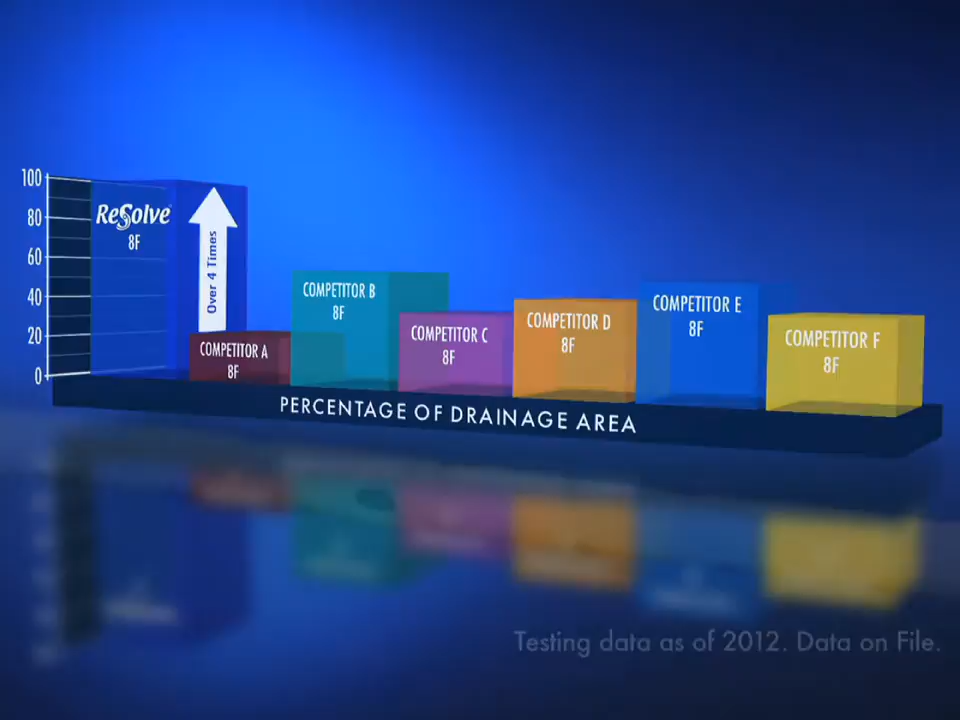 100
80
60
40
20
0
ReSolve
8F
Over 4 Times
COMPETITOR A
8F
COMPETITOR B
8F
COMPETITOR C
8F
COMPETITOR D
8F
COMPETITOR E
8F
COMPETITOR F
8F
PERCENTAGE OF DRAINAGE AREA
Testing data as of 2012. Data on File.